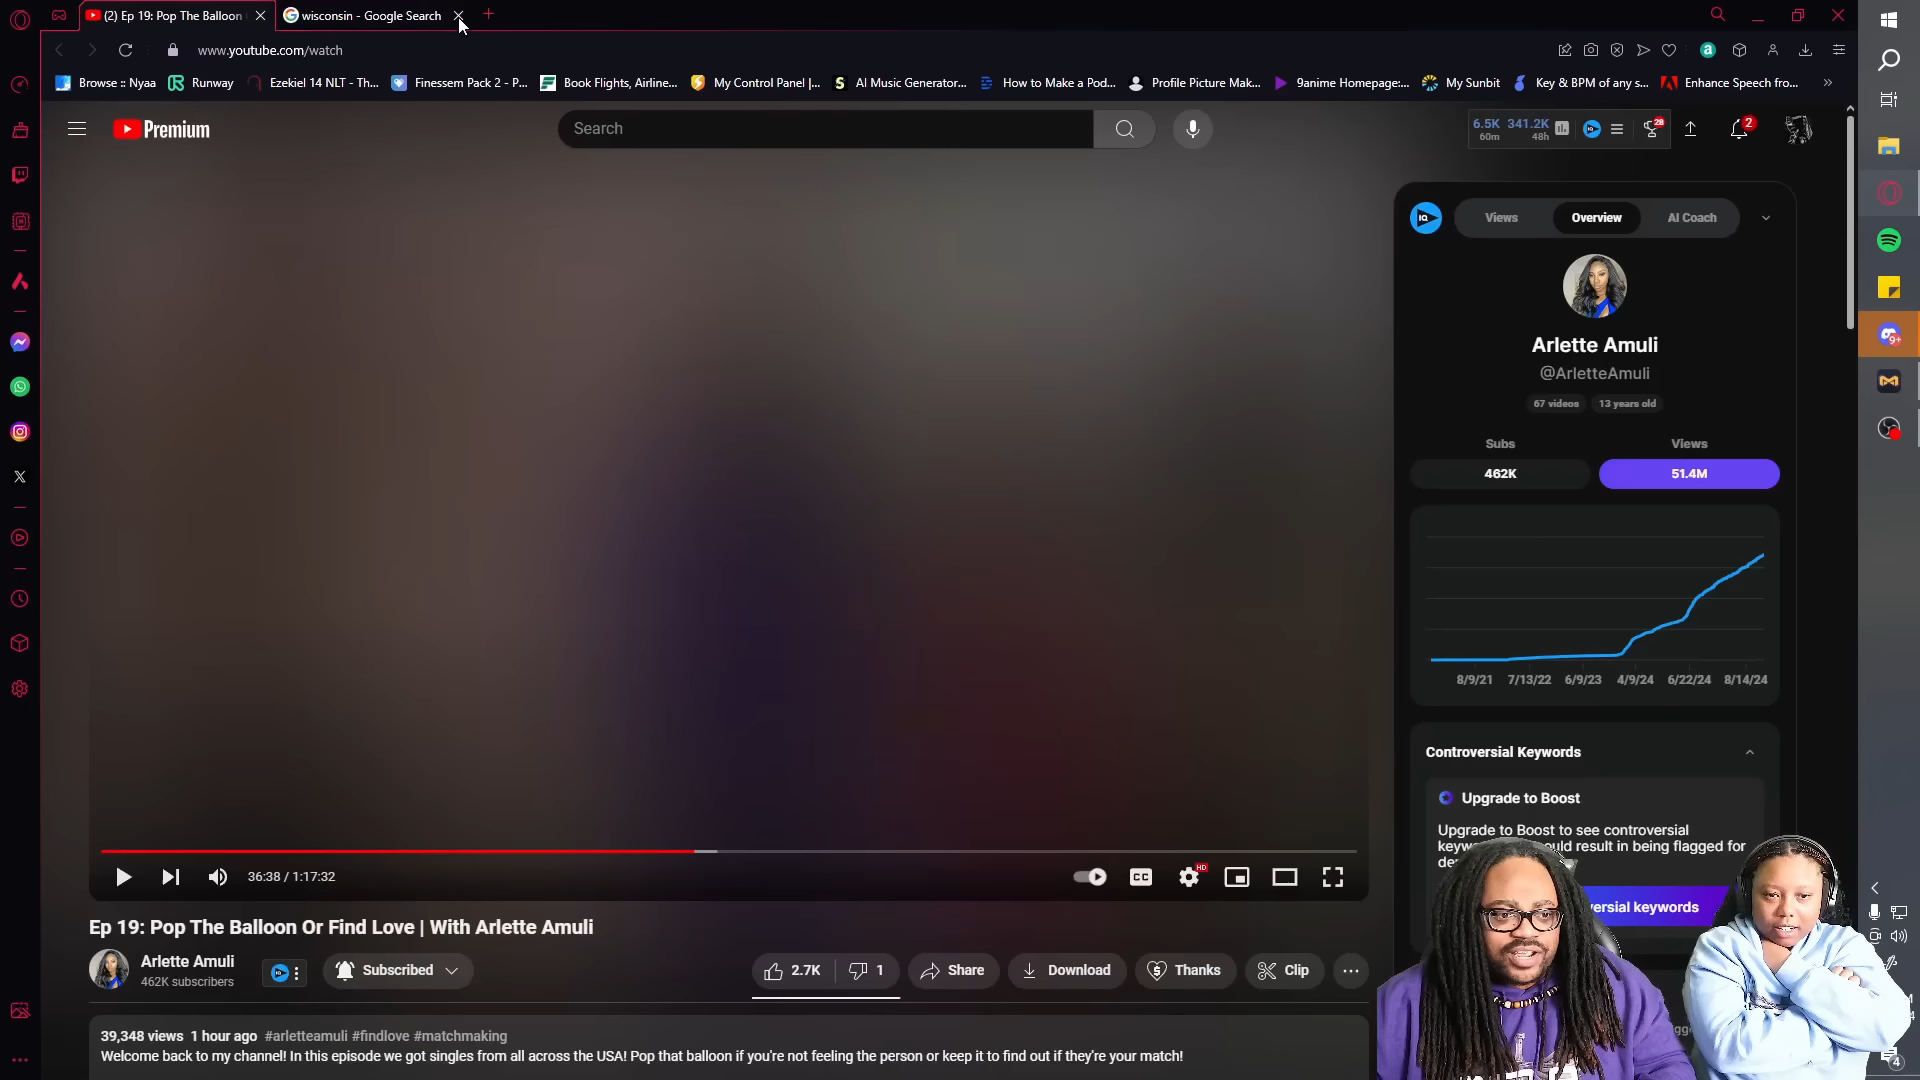 (2) Ep 19: Pop The Balloon
wisconsin - Google Search
www.youtube.com/watch
Browse :: Nyaa
Runway
Ezekiel 14 NLT - Th...
Finessem Pack 2 - P...
Book Flights, Airline...
My Control Panel |...
AI Music Generator...
How to Make a Pod...
Profile Picture Mak...
9anime Homepage:...
My Sunbit
Key & BPM of any s...
Enhance Speech fro...
Premium
Search
6.5K 341.2K
60m 48h
28
2
IQ
Views
Overview
AI Coach
Arlette Amuli
@ArletteAmuli
67 videos
13 years old
Subs
Views
462K
51.4M
8/9/21 7/13/22 6/9/23 4/9/24 6/22/24 8/14/24
Controversial Keywords
Upgrade to Boost
Upgrade to Boost to see controversial
keyw ould result in being flagged for
de
ersial keywords
36:38 / 1:17:32
CC
HD
Ep 19: Pop The Balloon Or Find Love | With Arlette Amuli
Arlette Amuli
462K subscribers
IQ
Subscribed
2.7K
1
Share
Download
Thanks
Clip
39,348 views 1 hour ago #arletteamuli #findlove #matchmaking
Welcome back to my channel! In this episode we got singles from all across the USA! Pop that balloon if you're not feeling the person or keep it to find out if they're your match!
9+
4